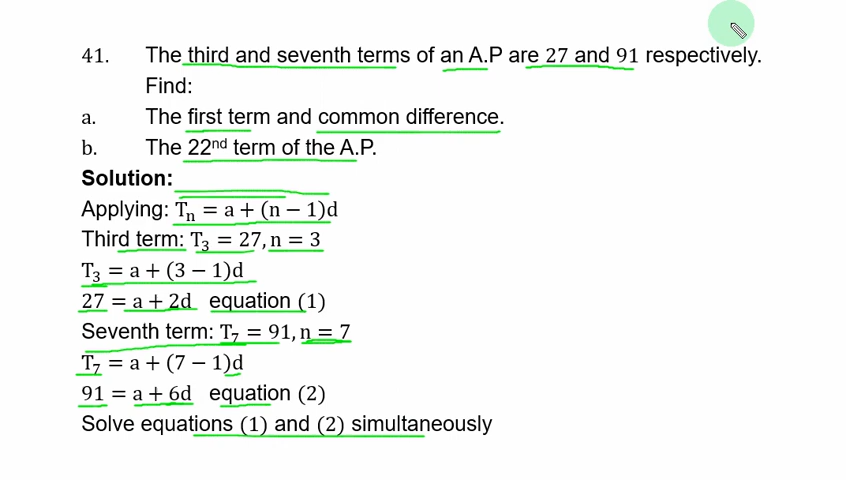 41. The third and seventh terms of an A.P are 27 and 91 respectively.
Find:
a. The first term and common difference.
b. The 22ⁿᵈ term of the A.P.
Solution:
Applying: Tₙ = a + (n − 1)d
Third term: T₃ = 27, n = 3
T₃ = a + (3 − 1)d
27 = a + 2d equation (1)
Seventh term: T₇ = 91, n = 7
T₇ = a + (7 − 1)d
91 = a + 6d equation (2)
Solve equations (1) and (2) simultaneously